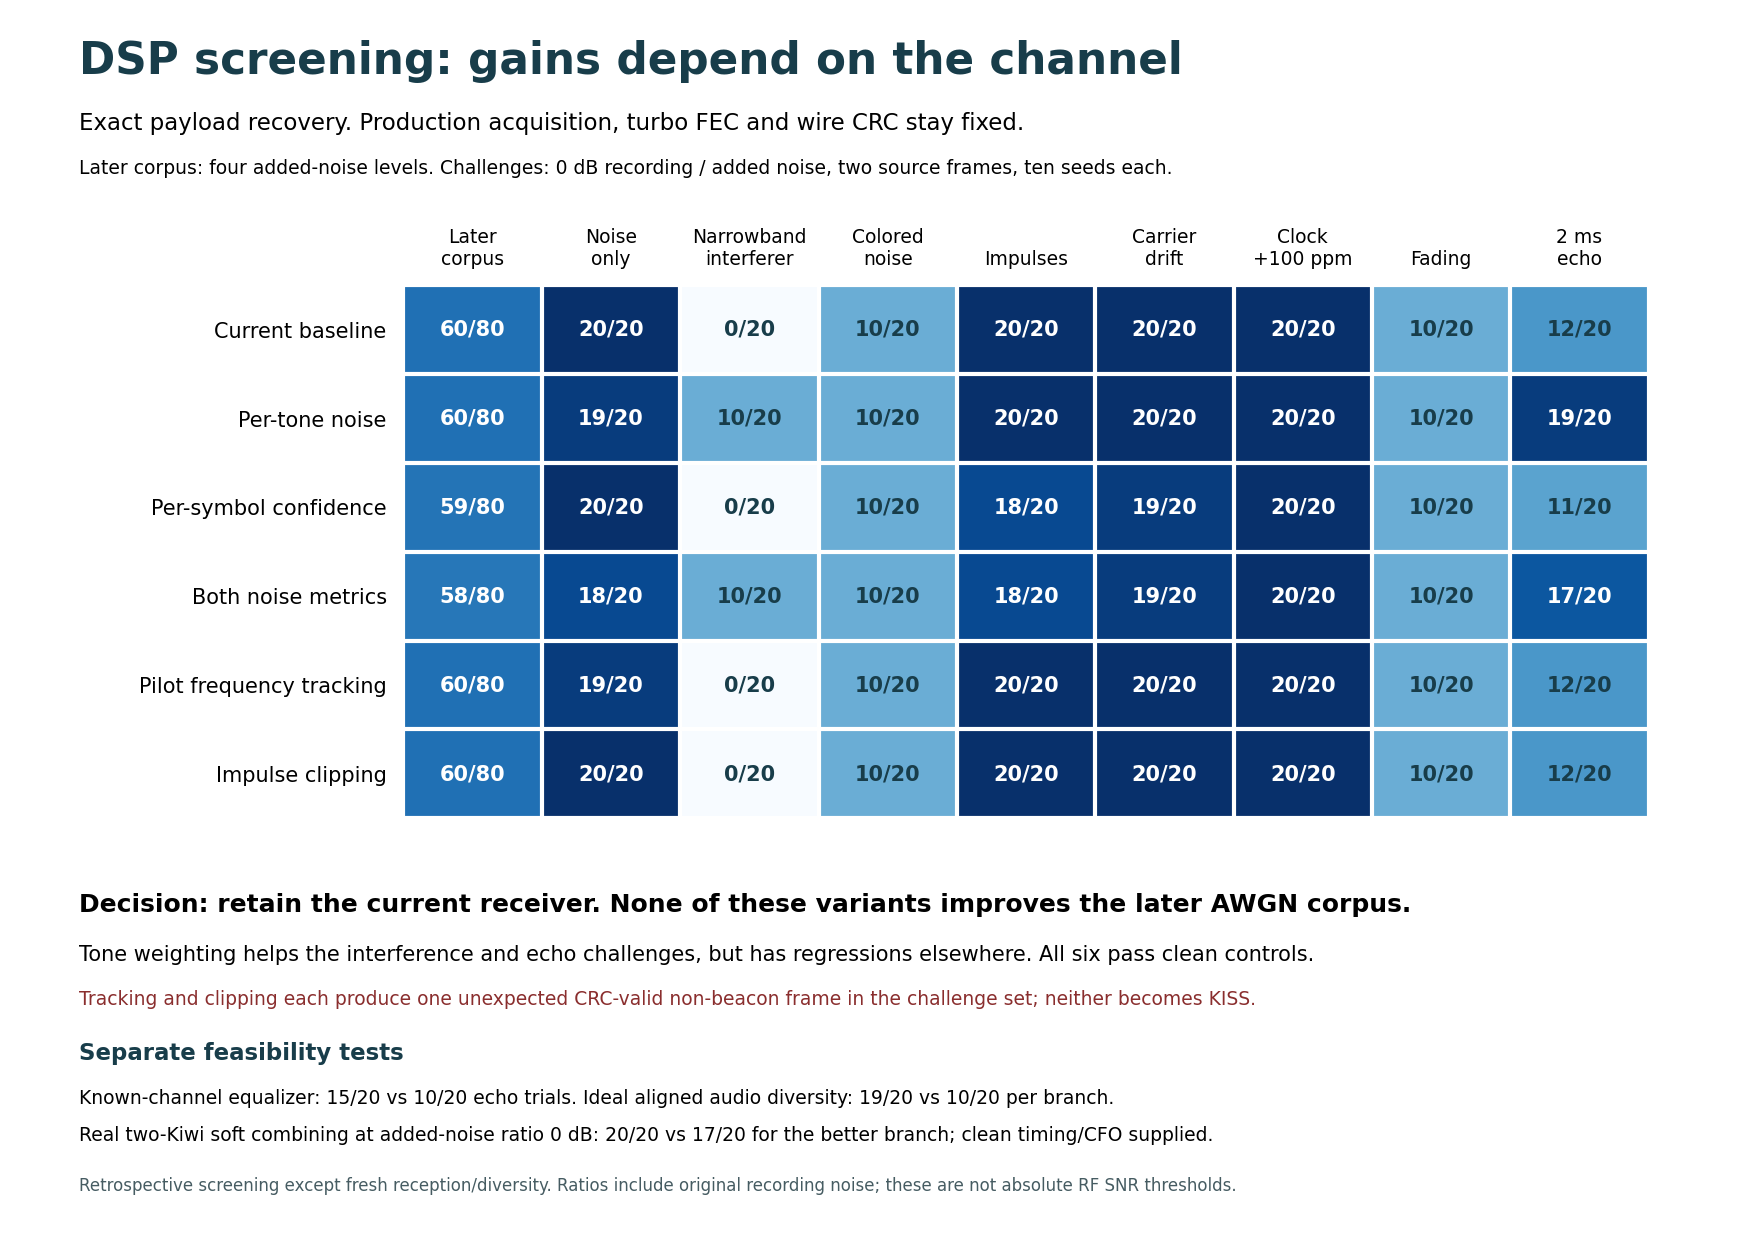 DSP screening: gains depend on the channel
Exact payload recovery. Production acquisition, turbo FEC and wire CRC stay fixed.
Later corpus: four added-noise levels. Challenges: 0 dB recording / added noise, two source frames, ten seeds each.
Later corpus Noise only Narrowband interferer Colored noise Impulses Carrier drift Clock +100 ppm Fading 2 ms echo
Current baseline 60/80 20/20 0/20 10/20 20/20 20/20 20/20 10/20 12/20
Per-tone noise 60/80 19/20 10/20 10/20 20/20 20/20 20/20 10/20 19/20
Per-symbol confidence 59/80 20/20 0/20 10/20 18/20 19/20 20/20 10/20 11/20
Both noise metrics 58/80 18/20 10/20 10/20 18/20 19/20 20/20 10/20 17/20
Pilot frequency tracking 60/80 19/20 0/20 10/20 20/20 20/20 20/20 10/20 12/20
Impulse clipping 60/80 20/20 0/20 10/20 20/20 20/20 20/20 10/20 12/20
Decision: retain the current receiver. None of these variants improves the later AWGN corpus.
Tone weighting helps the interference and echo challenges, but has regressions elsewhere. All six pass clean controls.
Tracking and clipping each produce one unexpected CRC-valid non-beacon frame in the challenge set; neither becomes KISS.
Separate feasibility tests
Known-channel equalizer: 15/20 vs 10/20 echo trials. Ideal aligned audio diversity: 19/20 vs 10/20 per branch.
Real two-Kiwi soft combining at added-noise ratio 0 dB: 20/20 vs 17/20 for the better branch; clean timing/CFO supplied.
Retrospective screening except fresh reception/diversity. Ratios include original recording noise; these are not absolute RF SNR thresholds.